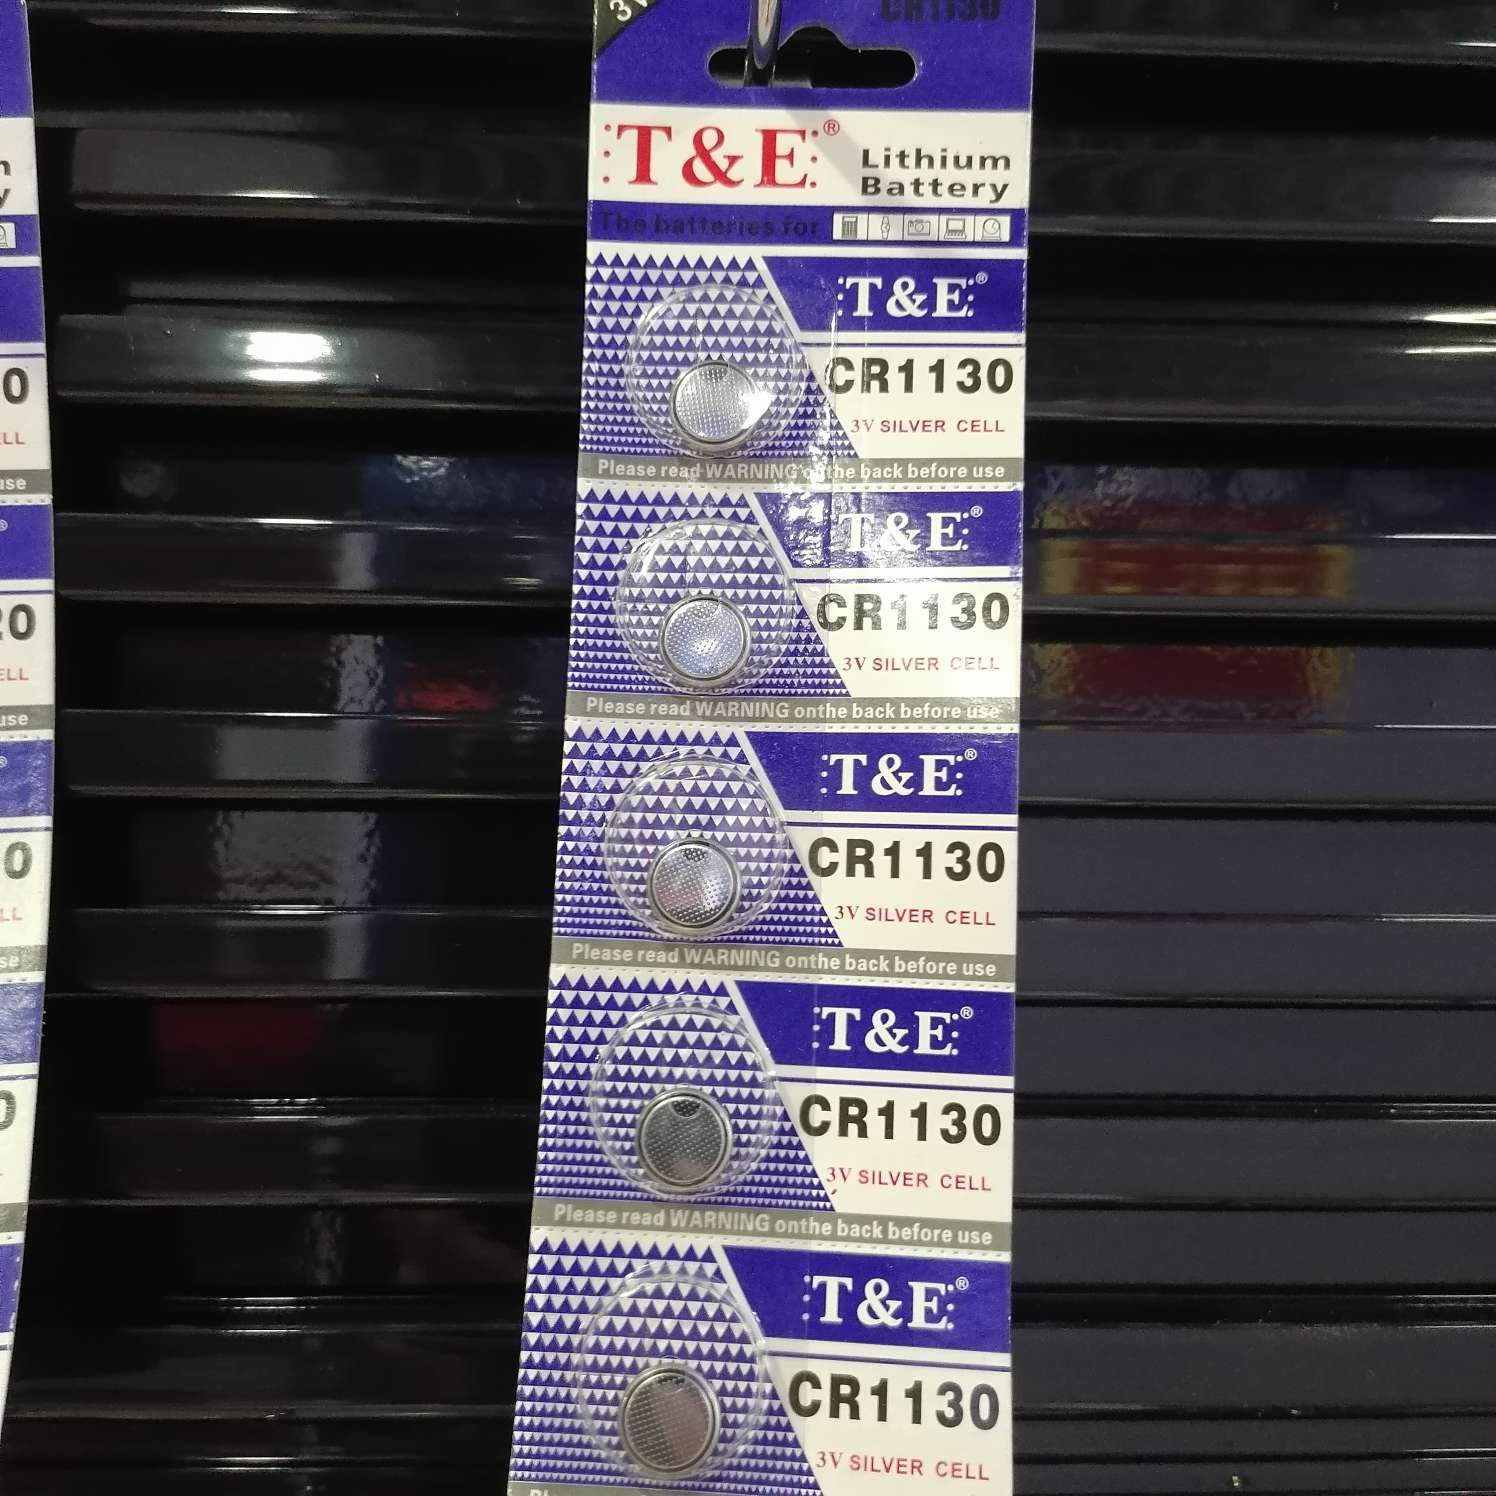 3V
CR1130
T&E®
Lithium
Battery
The batteries for
T&E®
CR1130
3V SILVER CELL
Please read WARNING onthe back before use
T&E®
CR1130
3V SILVER CELL
Please read WARNING onthe back before use
T&E®
CR1130
3V SILVER CELL
Please read WARNING onthe back before use
T&E®
CR1130
3V SILVER CELL
Please read WARNING onthe back before use
T&E®
CR1130
3V SILVER CELL